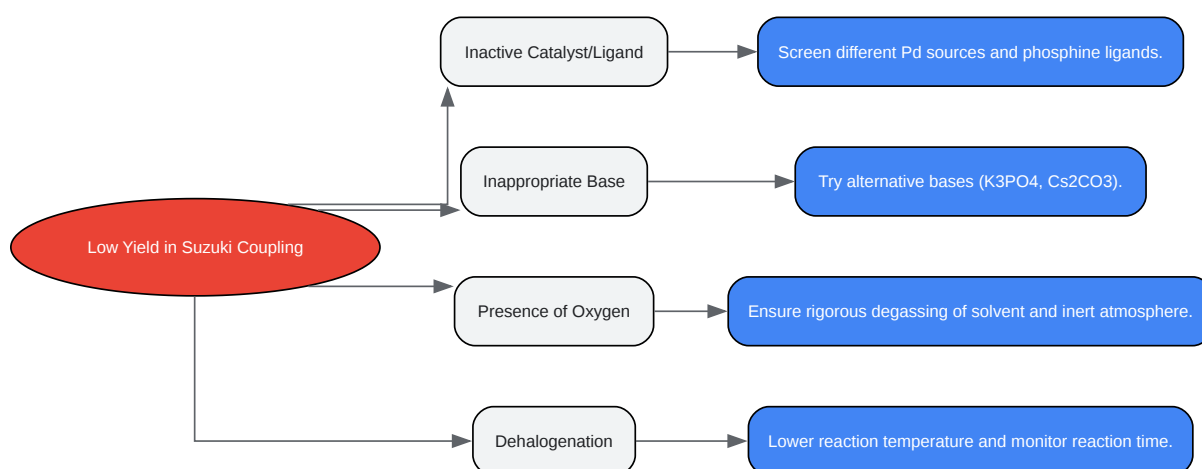 Inactive Catalyst/Ligand
Screen different Pd sources and phosphine ligands.
Inappropriate Base
Try alternative bases (K3PO4, Cs2CO3).
Low Yield in Suzuki Coupling
Presence of Oxygen
Ensure rigorous degassing of solvent and inert atmosphere.
Dehalogenation
Lower reaction temperature and monitor reaction time.